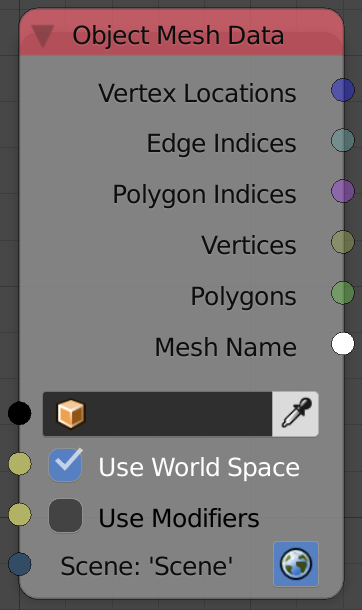 Object Mesh Data
Vertex Locations
Edge Indices
Polygon Indices
Vertices
Polygons
Mesh Name
Use World Space
Use Modifiers
Scene: 'Scene'